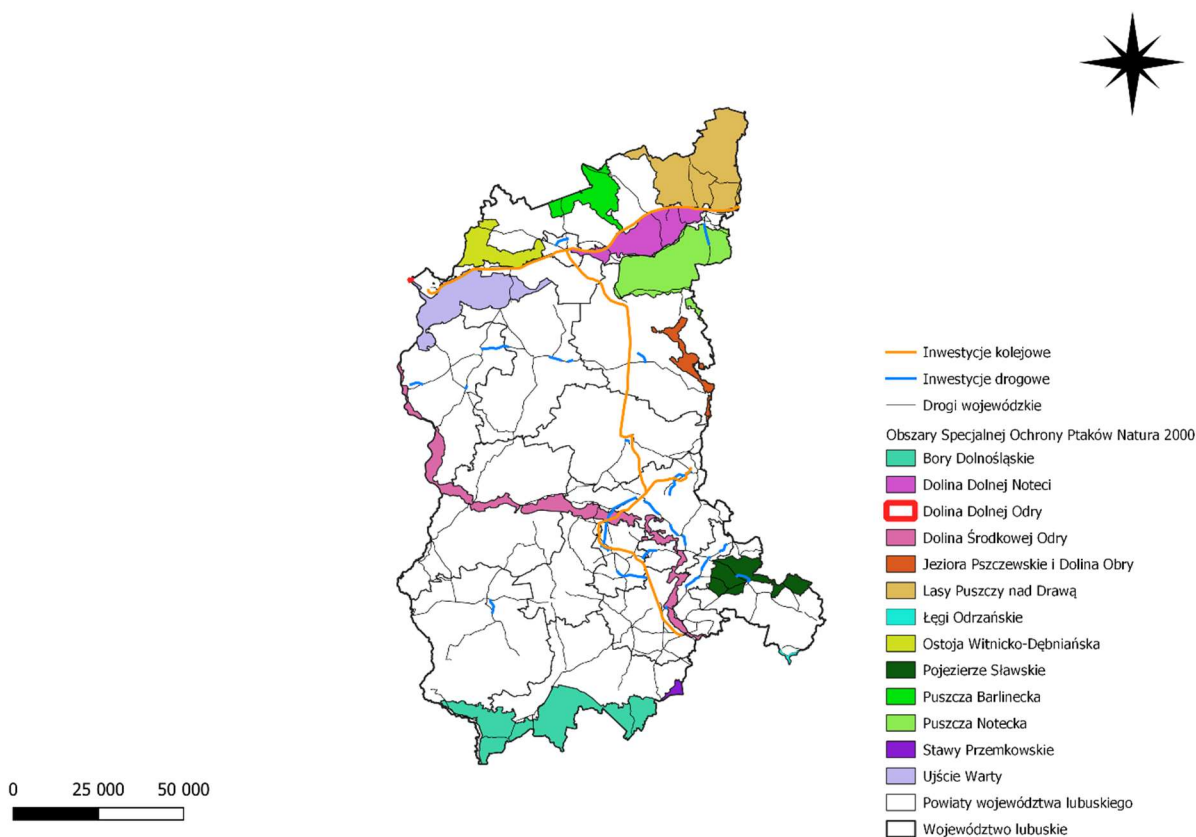 Inwestycje kolejowe
Inwestycje drogowe
Drogi wojewódzkie
Obszary Specjalnej Ochrony Ptaków Natura 2000
Bory Dolnośląskie
Dolina Dolnej Noteci
Dolina Dolnej Odry
Dolina Środkowej Odry
Jeziora Pszczewskie i Dolina Obry
Lasy Puszczy nad Drawą
Łęgi Odrzańskie
Ostoja Witnicko-Dębniańska
Pojezierze Sławskie
Puszcza Barlinecka
Puszcza Notecka
Stawy Przemkowskie
Ujście Warty
Powiaty województwa lubuskiego
Województwo lubuskie
0 25 000 50 000